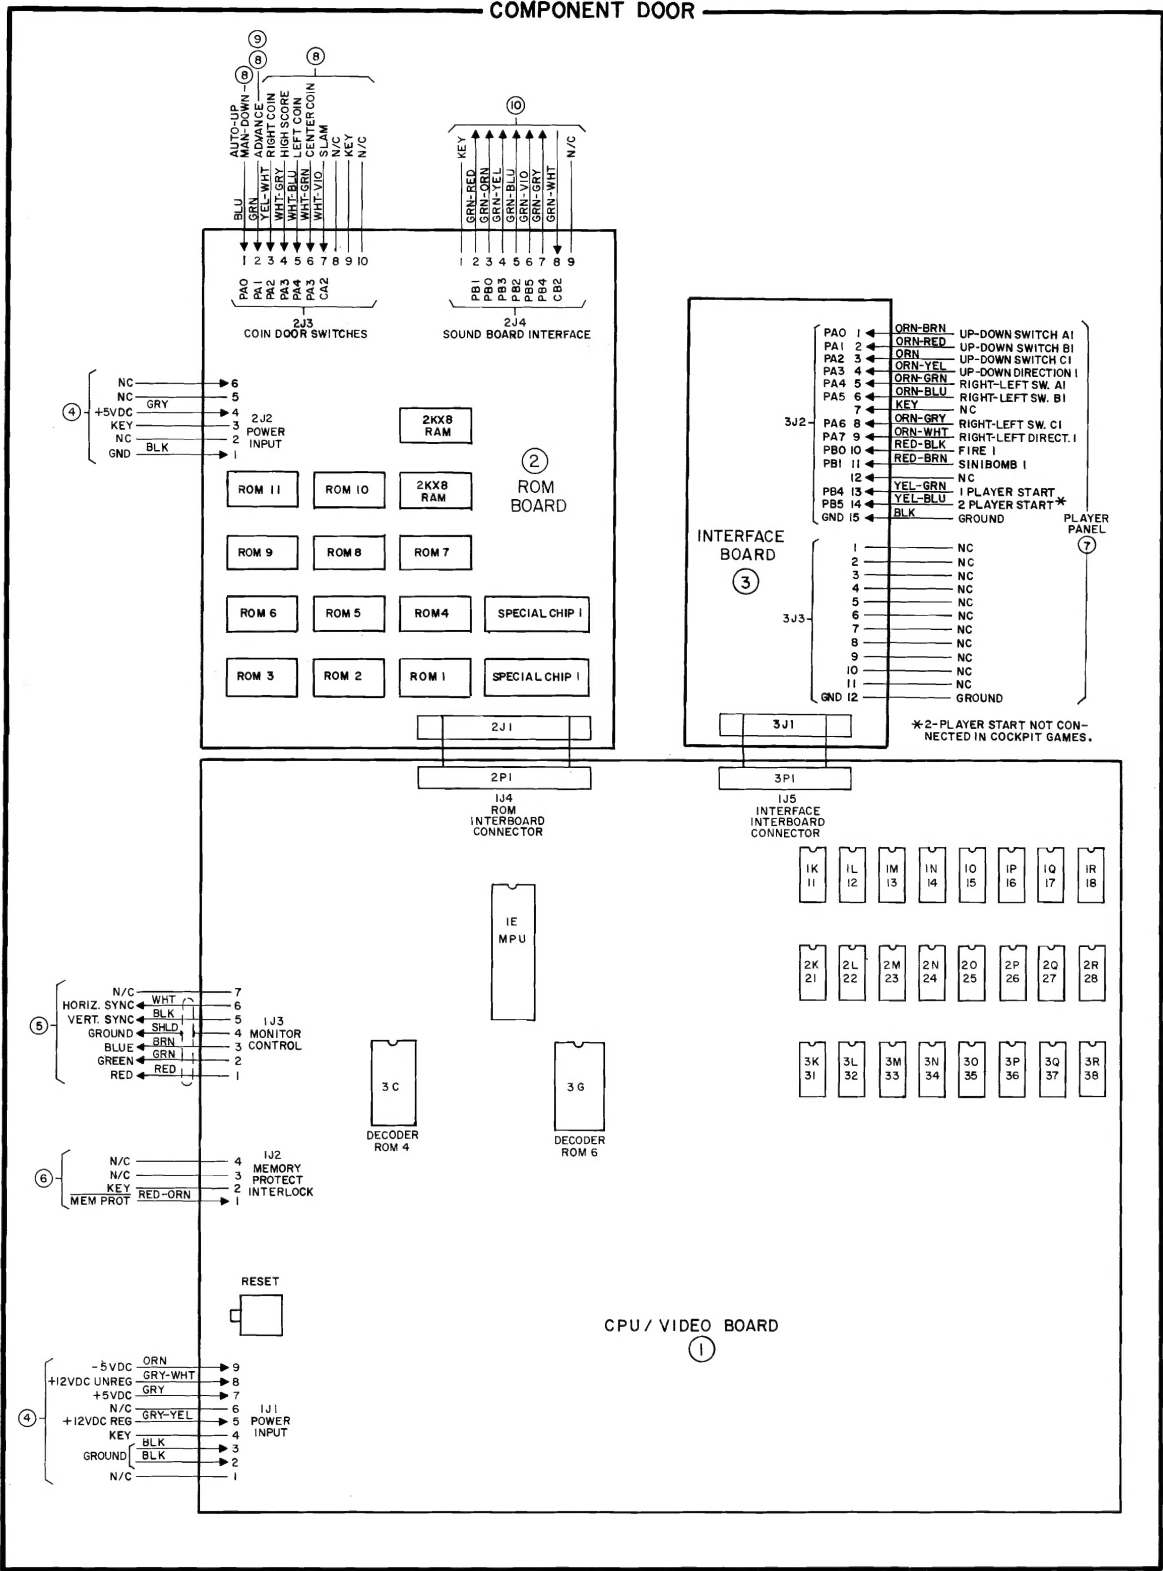 COMPONENT DOOR
9
8
8
8
AUTO-UP
MAN-DOWN
ADVANCE
RIGHT COIN
HIGH SCORE
LEFT COIN
CENTER COIN
SLAM
N/C
KEY
N/C
BLU
GRN
YEL-WHT
WHT-GRY
WHT-BLU
WHT-GRN
WHT-VIO
1 2 3 4 5 6 7 8 9 10
PA0
PA1
PA2
PA3
PA4
PA3
CA2
2J3
COIN DOOR SWITCHES
10
KEY
GRN-RED
GRN-ORN
GRN-YEL
GRN-BLU
GRN-VIO
GRN-GRY
GRN-WHT
N/C
1 2 3 4 5 6 7 8 9
PB1
PB0
PB3
PB2
PB5
PB4
CB2
2J4
SOUND BOARD INTERFACE
4
NC 6
NC 5
+5VDC GRY 4
KEY 3
NC 2
GND BLK 1
2J2
POWER
INPUT
2KX8
RAM
2
ROM
BOARD
ROM 11
ROM 10
2KX8
RAM
ROM 9
ROM 8
ROM 7
ROM 6
ROM 5
ROM4
SPECIAL CHIP 1
ROM 3
ROM 2
ROM 1
SPECIAL CHIP 1
2J1
INTERFACE
BOARD
3
3J2
PA0 1 ORN-BRN UP-DOWN SWITCH A1
PA1 2 ORN-RED UP-DOWN SWITCH B1
PA2 3 ORN UP-DOWN SWITCH C1
PA3 4 ORN-YEL UP-DOWN DIRECTION 1
PA4 5 ORN-GRN RIGHT-LEFT SW. A1
PA5 6 ORN-BLU RIGHT-LEFT SW. B1
7 KEY NC
PA6 8 ORN-GRY RIGHT-LEFT SW. C1
PA7 9 ORN-WHT RIGHT-LEFT DIRECT. 1
PB0 10 RED-BLK FIRE 1
PB1 11 RED-BRN SINIBOMB 1
12 NC
PB4 13 YEL-GRN 1 PLAYER START
PB5 14 YEL-BLU 2 PLAYER START*
GND 15 BLK GROUND
PLAYER
PANEL
7
3J3
1 NC
2 NC
3 NC
4 NC
5 NC
6 NC
7 NC
8 NC
9 NC
10 NC
11 NC
GND 12 GROUND
*2-PLAYER START NOT CON-
NECTED IN COCKPIT GAMES.
3J1
2P1
1J4
ROM
INTERBOARD
CONNECTOR
3P1
1J5
INTERFACE
INTERBOARD
CONNECTOR
1K 1L 1M 1N 1O 1P 1Q 1R
11 12 13 14 15 16 17 18
1E
MPU
2K 2L 2M 2N 2O 2P 2Q 2R
21 22 23 24 25 26 27 28
3K 3L 3M 3N 3O 3P 3Q 3R
31 32 33 34 35 36 37 38
5
N/C 7
HORIZ. SYNC WHT 6
VERT. SYNC BLK 5
GROUND SHLD 4
BLUE BRN 3
GREEN GRN 2
RED RED 1
1J3
MONITOR
CONTROL
3C
DECODER
ROM 4
3G
DECODER
ROM 6
6
N/C 4
N/C 3
KEY 2
MEM PROT RED-ORN 1
1J2
MEMORY
PROTECT
INTERLOCK
RESET
CPU/VIDEO BOARD
1
4
-5VDC ORN 9
+12VDC UNREG GRY-WHT 8
+5VDC GRY 7
N/C 6
+12VDC REG GRY-YEL 5
KEY 4
GROUND
BLK 3
BLK 2
N/C 1
1J1
POWER
INPUT